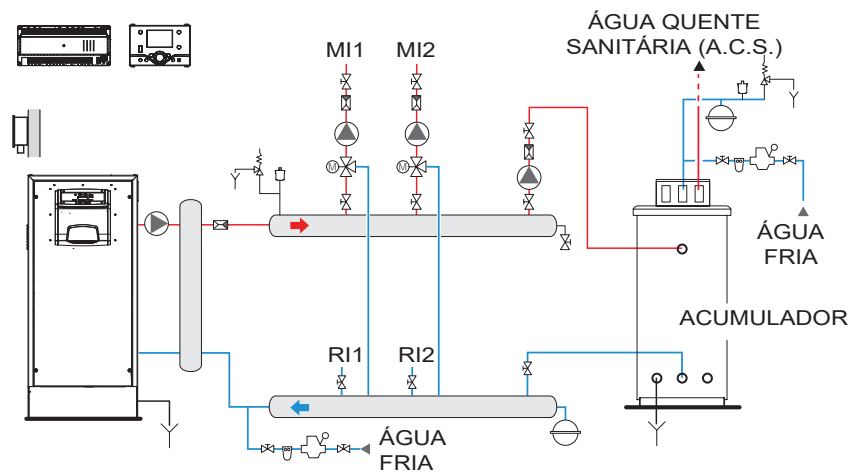 MI1
MI2
ÁGUA QUENTE
SANITÁRIA (A.C.S.)
M
M
ÁGUA
FRIA
ACUMULADOR
RI1
RI2
ÁGUA
FRIA